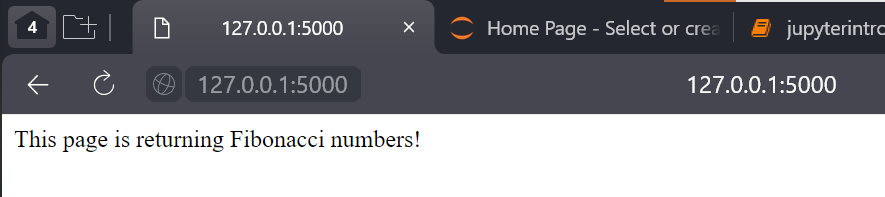 4 127.0.0.1:5000 × Home Page - Select or crea jupyterintro
127.0.0.1:5000 127.0.0.1:5000
This page is returning Fibonacci numbers!